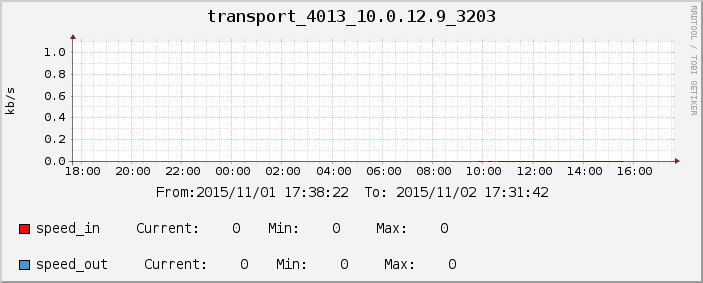 transport_4013_10.0.12.9_3203
RRDTOOL / TOBI OETIKER
kb/s
1.0
0.8
0.6
0.4
0.2
0.0
18:00 20:00 22:00 00:00 02:00 04:00 06:00 08:00 10:00 12:00 14:00 16:00
From:2015/11/01 17:38:22 To: 2015/11/02 17:31:42
speed_in Current: 0 Min: 0 Max: 0
speed_out Current: 0 Min: 0 Max: 0